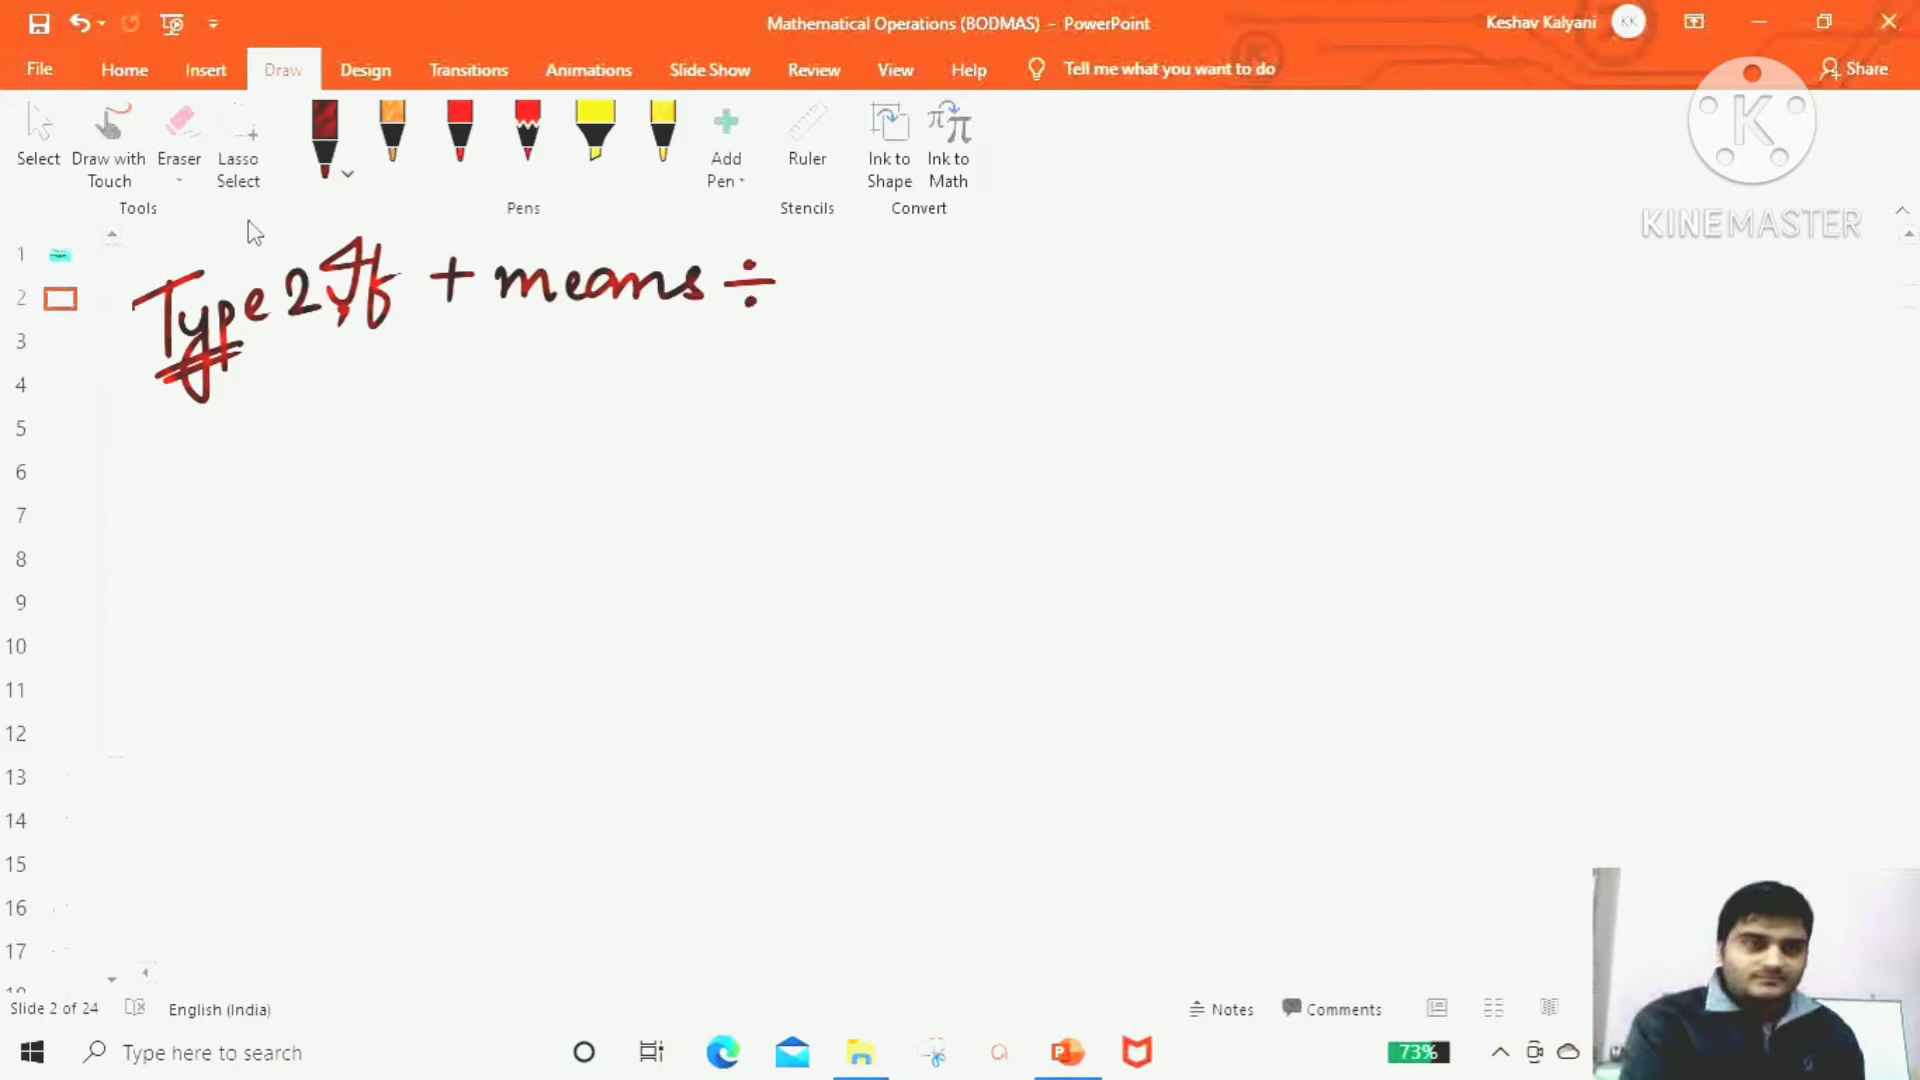 Mathematical Operations (BODMAS) - PowerPoint
Keshav Kalyani KK
File Home Insert Draw Design Transitions Animations Slide Show Review View Help Tell me what you want to do Share
Select Draw with Touch Eraser Lasso Select Add Pen Ruler Ink to Shape Ink to Math
Tools Pens Stencils Convert
K
KINEMASTER
Type 2 If + means ÷
1
2
3
4
5
6
7
8
9
10
11
12
13
14
15
16
17
Slide 2 of 24 English (India) Notes Comments
Type here to search 73%